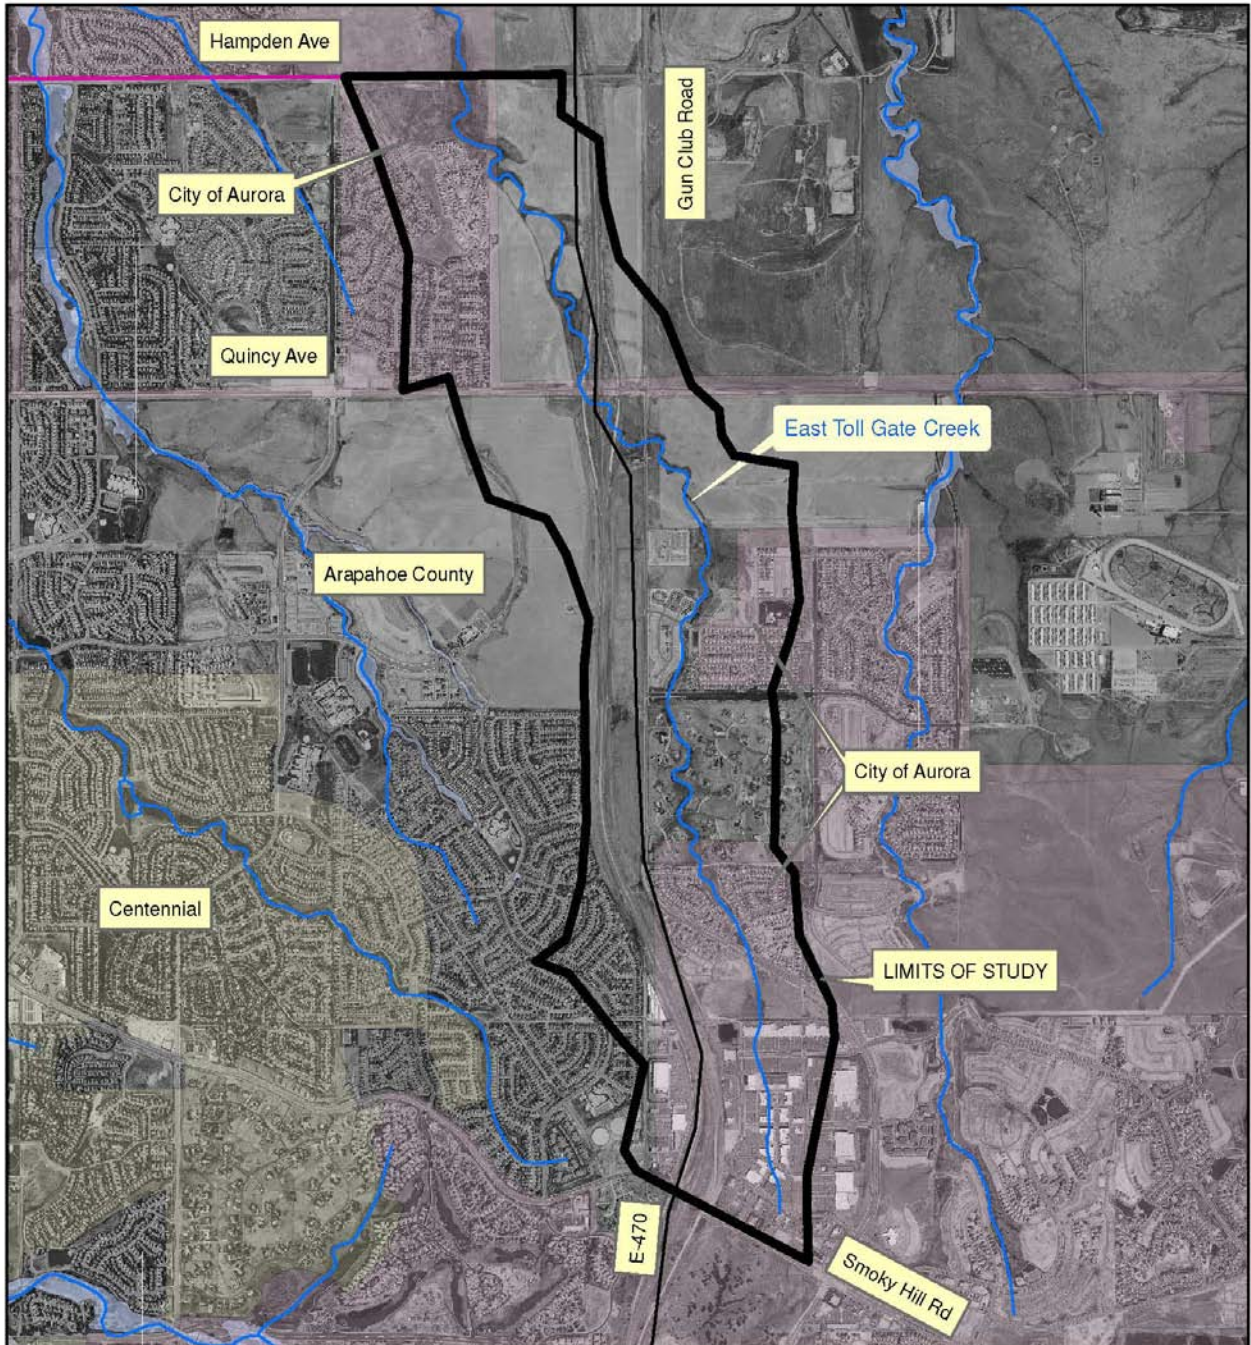 Hampden Ave
Gun Club Road
City of Aurora
Quincy Ave
East Toll Gate Creek
Arapahoe County
City of Aurora
Centennial
LIMITS OF STUDY
E-470
Smoky Hill Rd